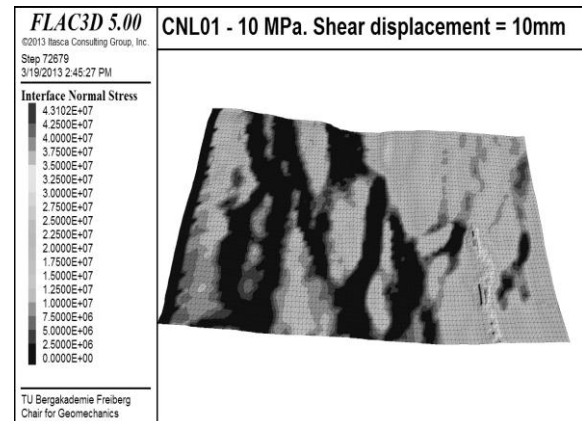 FLAC3D 5.00
©2013 Itasca Consulting Group, Inc.
Step 72679
3/19/2013 2:45:27 PM
Interface Normal Stress
4.3102E+07
4.2500E+07
4.0000E+07
3.7500E+07
3.5000E+07
3.2500E+07
3.0000E+07
2.7500E+07
2.5000E+07
2.2500E+07
2.0000E+07
1.7500E+07
1.5000E+07
1.2500E+07
1.0000E+07
7.5000E+06
5.0000E+06
2.5000E+06
0.0000E+00
TU Bergakademie Freiberg
Chair for Geomechanics
CNL01 - 10 MPa. Shear displacement = 10mm